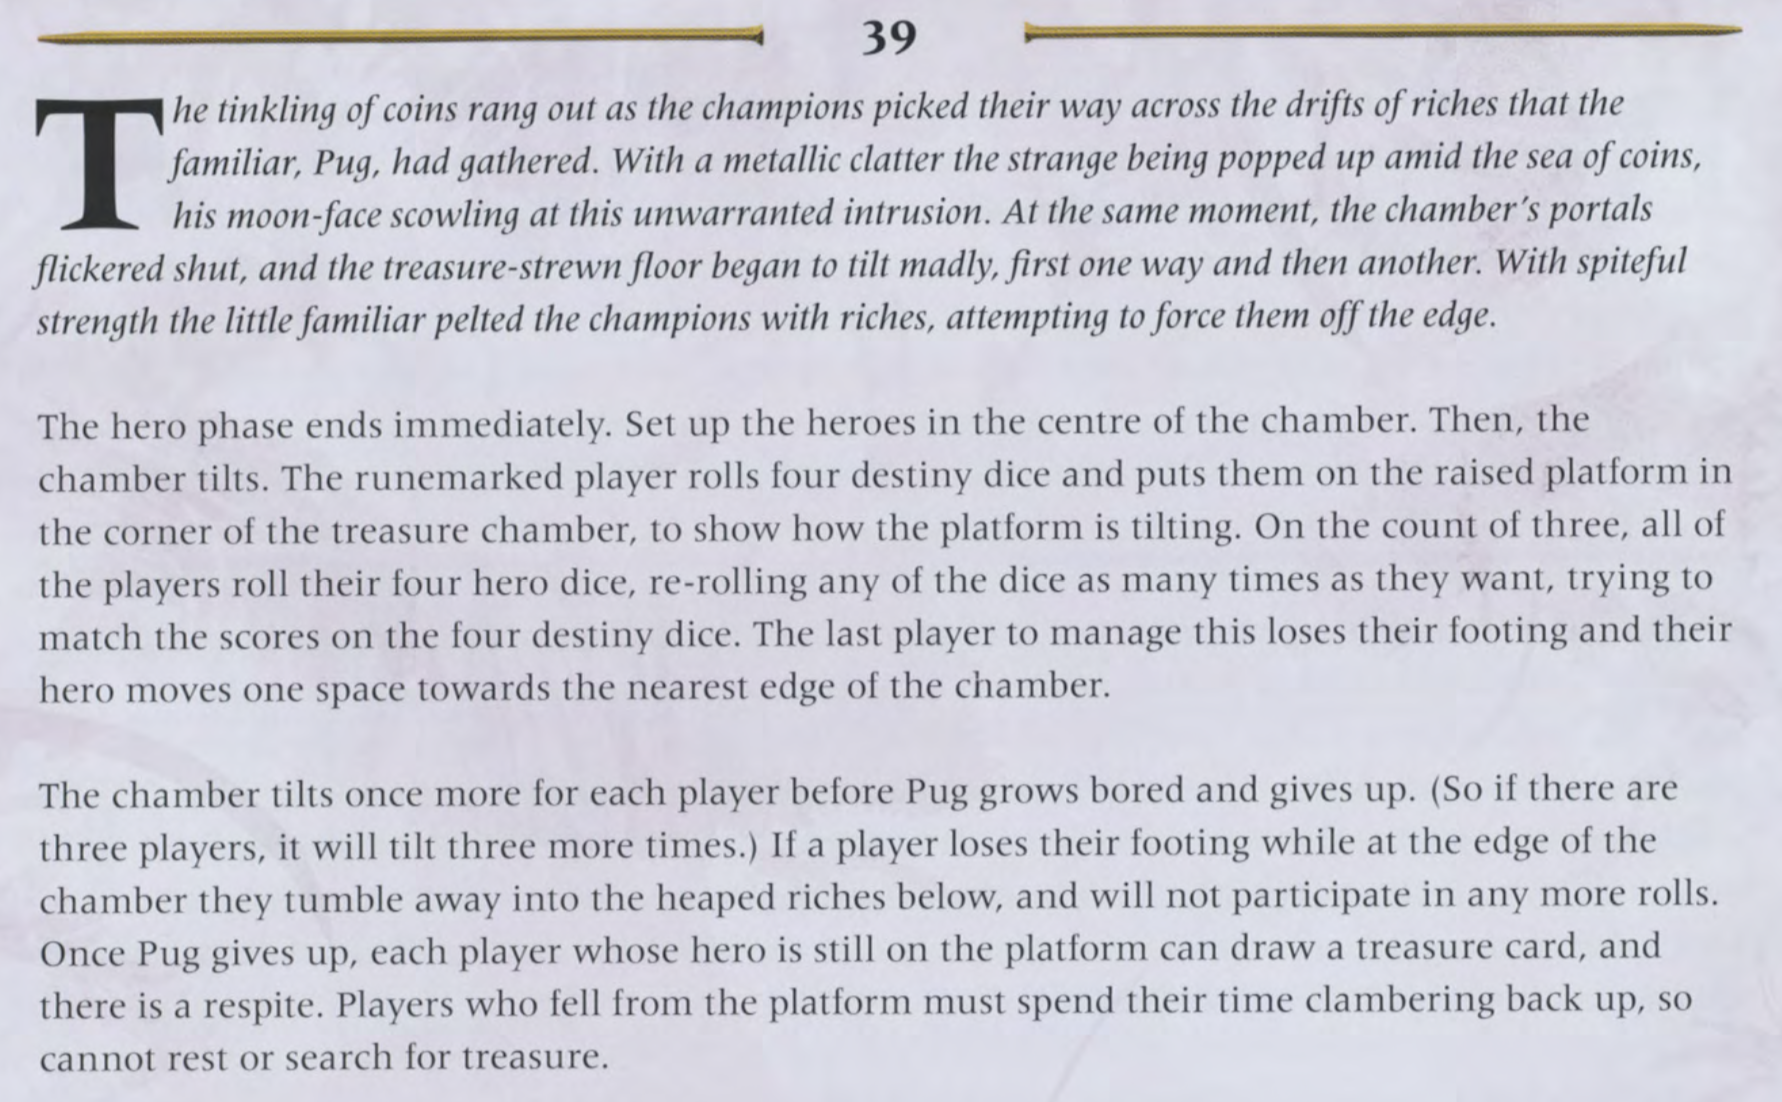 39
The tinkling of coins rang out as the champions picked their way across the drifts of riches that the
familiar, Pug, had gathered. With a metallic clatter the strange being popped up amid the sea of coins,
his moon-face scowling at this unwarranted intrusion. At the same moment, the chamber's portals
flickered shut, and the treasure-strewn floor began to tilt madly, first one way and then another. With spiteful
strength the little familiar pelted the champions with riches, attempting to force them off the edge.
The hero phase ends immediately. Set up the heroes in the centre of the chamber. Then, the
chamber tilts. The runemarked player rolls four destiny dice and puts them on the raised platform in
the corner of the treasure chamber, to show how the platform is tilting. On the count of three, all of
the players roll their four hero dice, re-rolling any of the dice as many times as they want, trying to
match the scores on the four destiny dice. The last player to manage this loses their footing and their
hero moves one space towards the nearest edge of the chamber.
The chamber tilts once more for each player before Pug grows bored and gives up. (So if there are
three players, it will tilt three more times.) If a player loses their footing while at the edge of the
chamber they tumble away into the heaped riches below, and will not participate in any more rolls.
Once Pug gives up, each player whose hero is still on the platform can draw a treasure card, and
there is a respite. Players who fell from the platform must spend their time clambering back up, so
cannot rest or search for treasure.